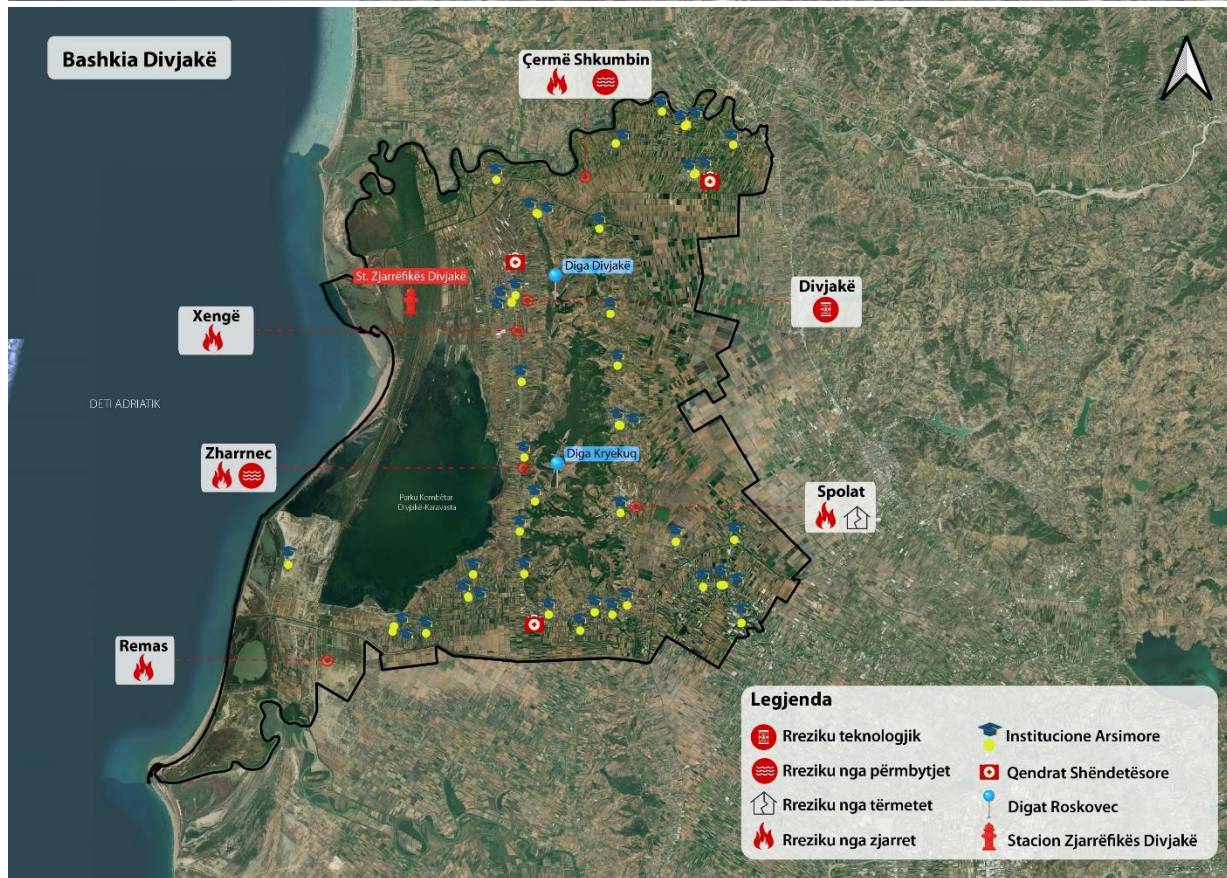 Bashkia Divjakë
Çermë Shkumbin
St. Zjarrëfikës Divjakë
Diga Divjakë
Divjakë
Xengë
DETI ADRIATIK
Zharrnec
Diga Kryekuq
Parku Kombëtar
Divjakë-Karavasta
Spolat
Remas
Legjenda
Rreziku teknologjik
Rreziku nga përmbytjet
Rreziku nga tërmetet
Rreziku nga zjarret
Institucione Arsimore
Qendrat Shëndetësore
Digat Roskovec
Stacion Zjarrëfikës Divjakë